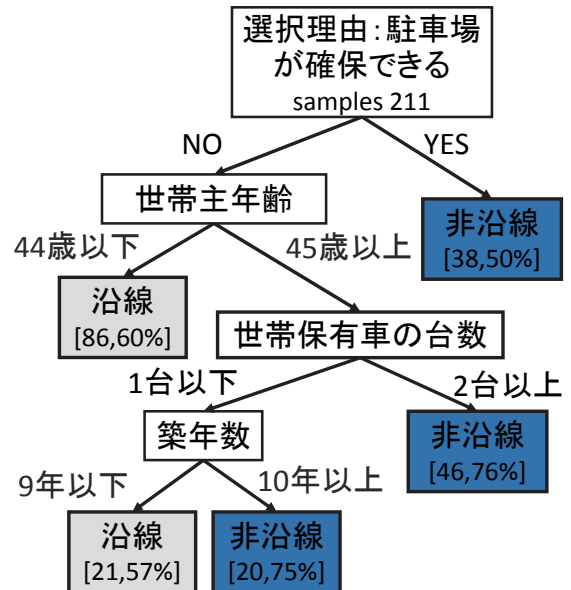 選択理由:駐車場
が確保できる
samples 211
NO
YES
世帯主年齢
非沿線
[38,50%]
44歳以下
45歳以上
沿線
[86,60%]
世帯保有車の台数
1台以下
2台以上
築年数
非沿線
[46,76%]
9年以下
10年以上
沿線
[21,57%]
非沿線
[20,75%]